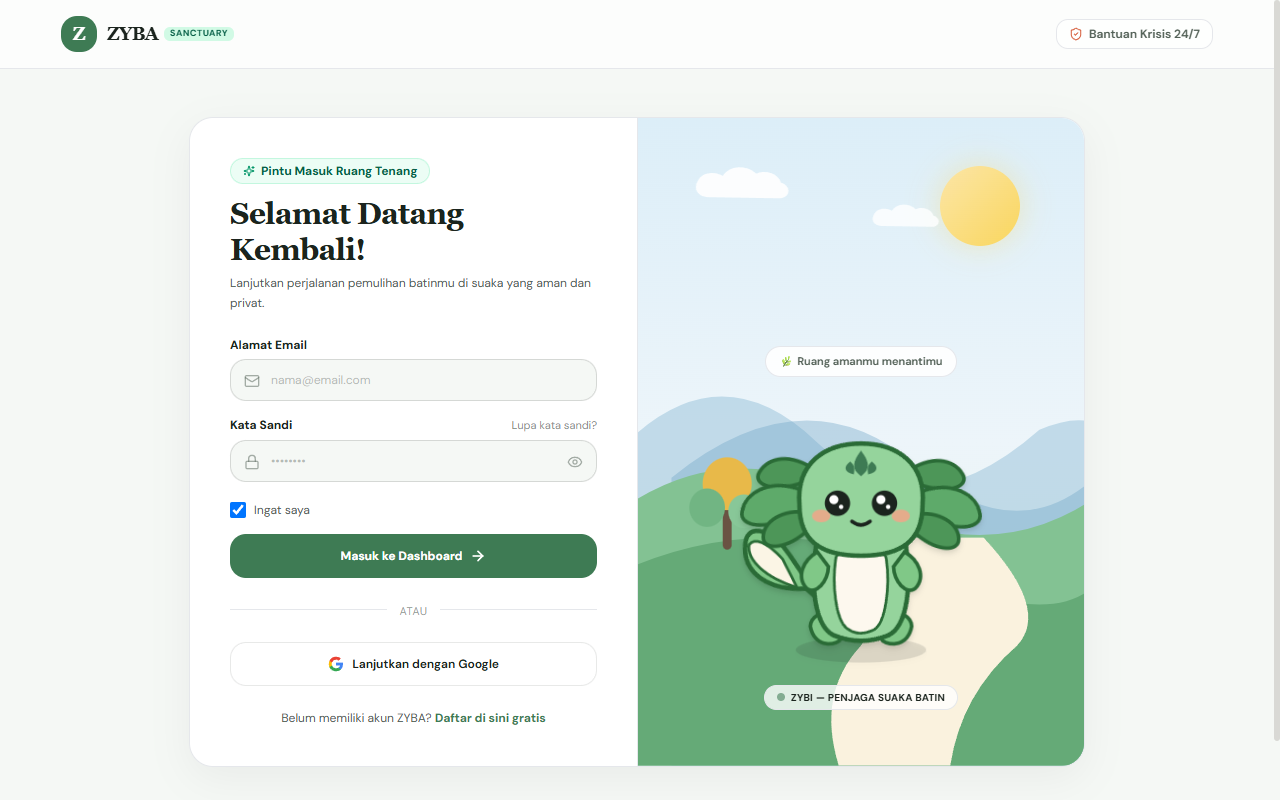 Z ZYBA SANCTUARY
Bantuan Krisis 24/7
Pintu Masuk Ruang Tenang
Selamat Datang
Kembali!
Lanjutkan perjalanan pemulihan batinmu di suaka yang aman dan
privat.
Alamat Email
nama@email.com
Kata Sandi
Lupa kata sandi?
••••••••
Ingat saya
Masuk ke Dashboard →
ATAU
Lanjutkan dengan Google
Belum memiliki akun ZYBA? Daftar di sini gratis
Ruang amanmu menantimu
ZYBI — PENJAGA SUAKA BATIN